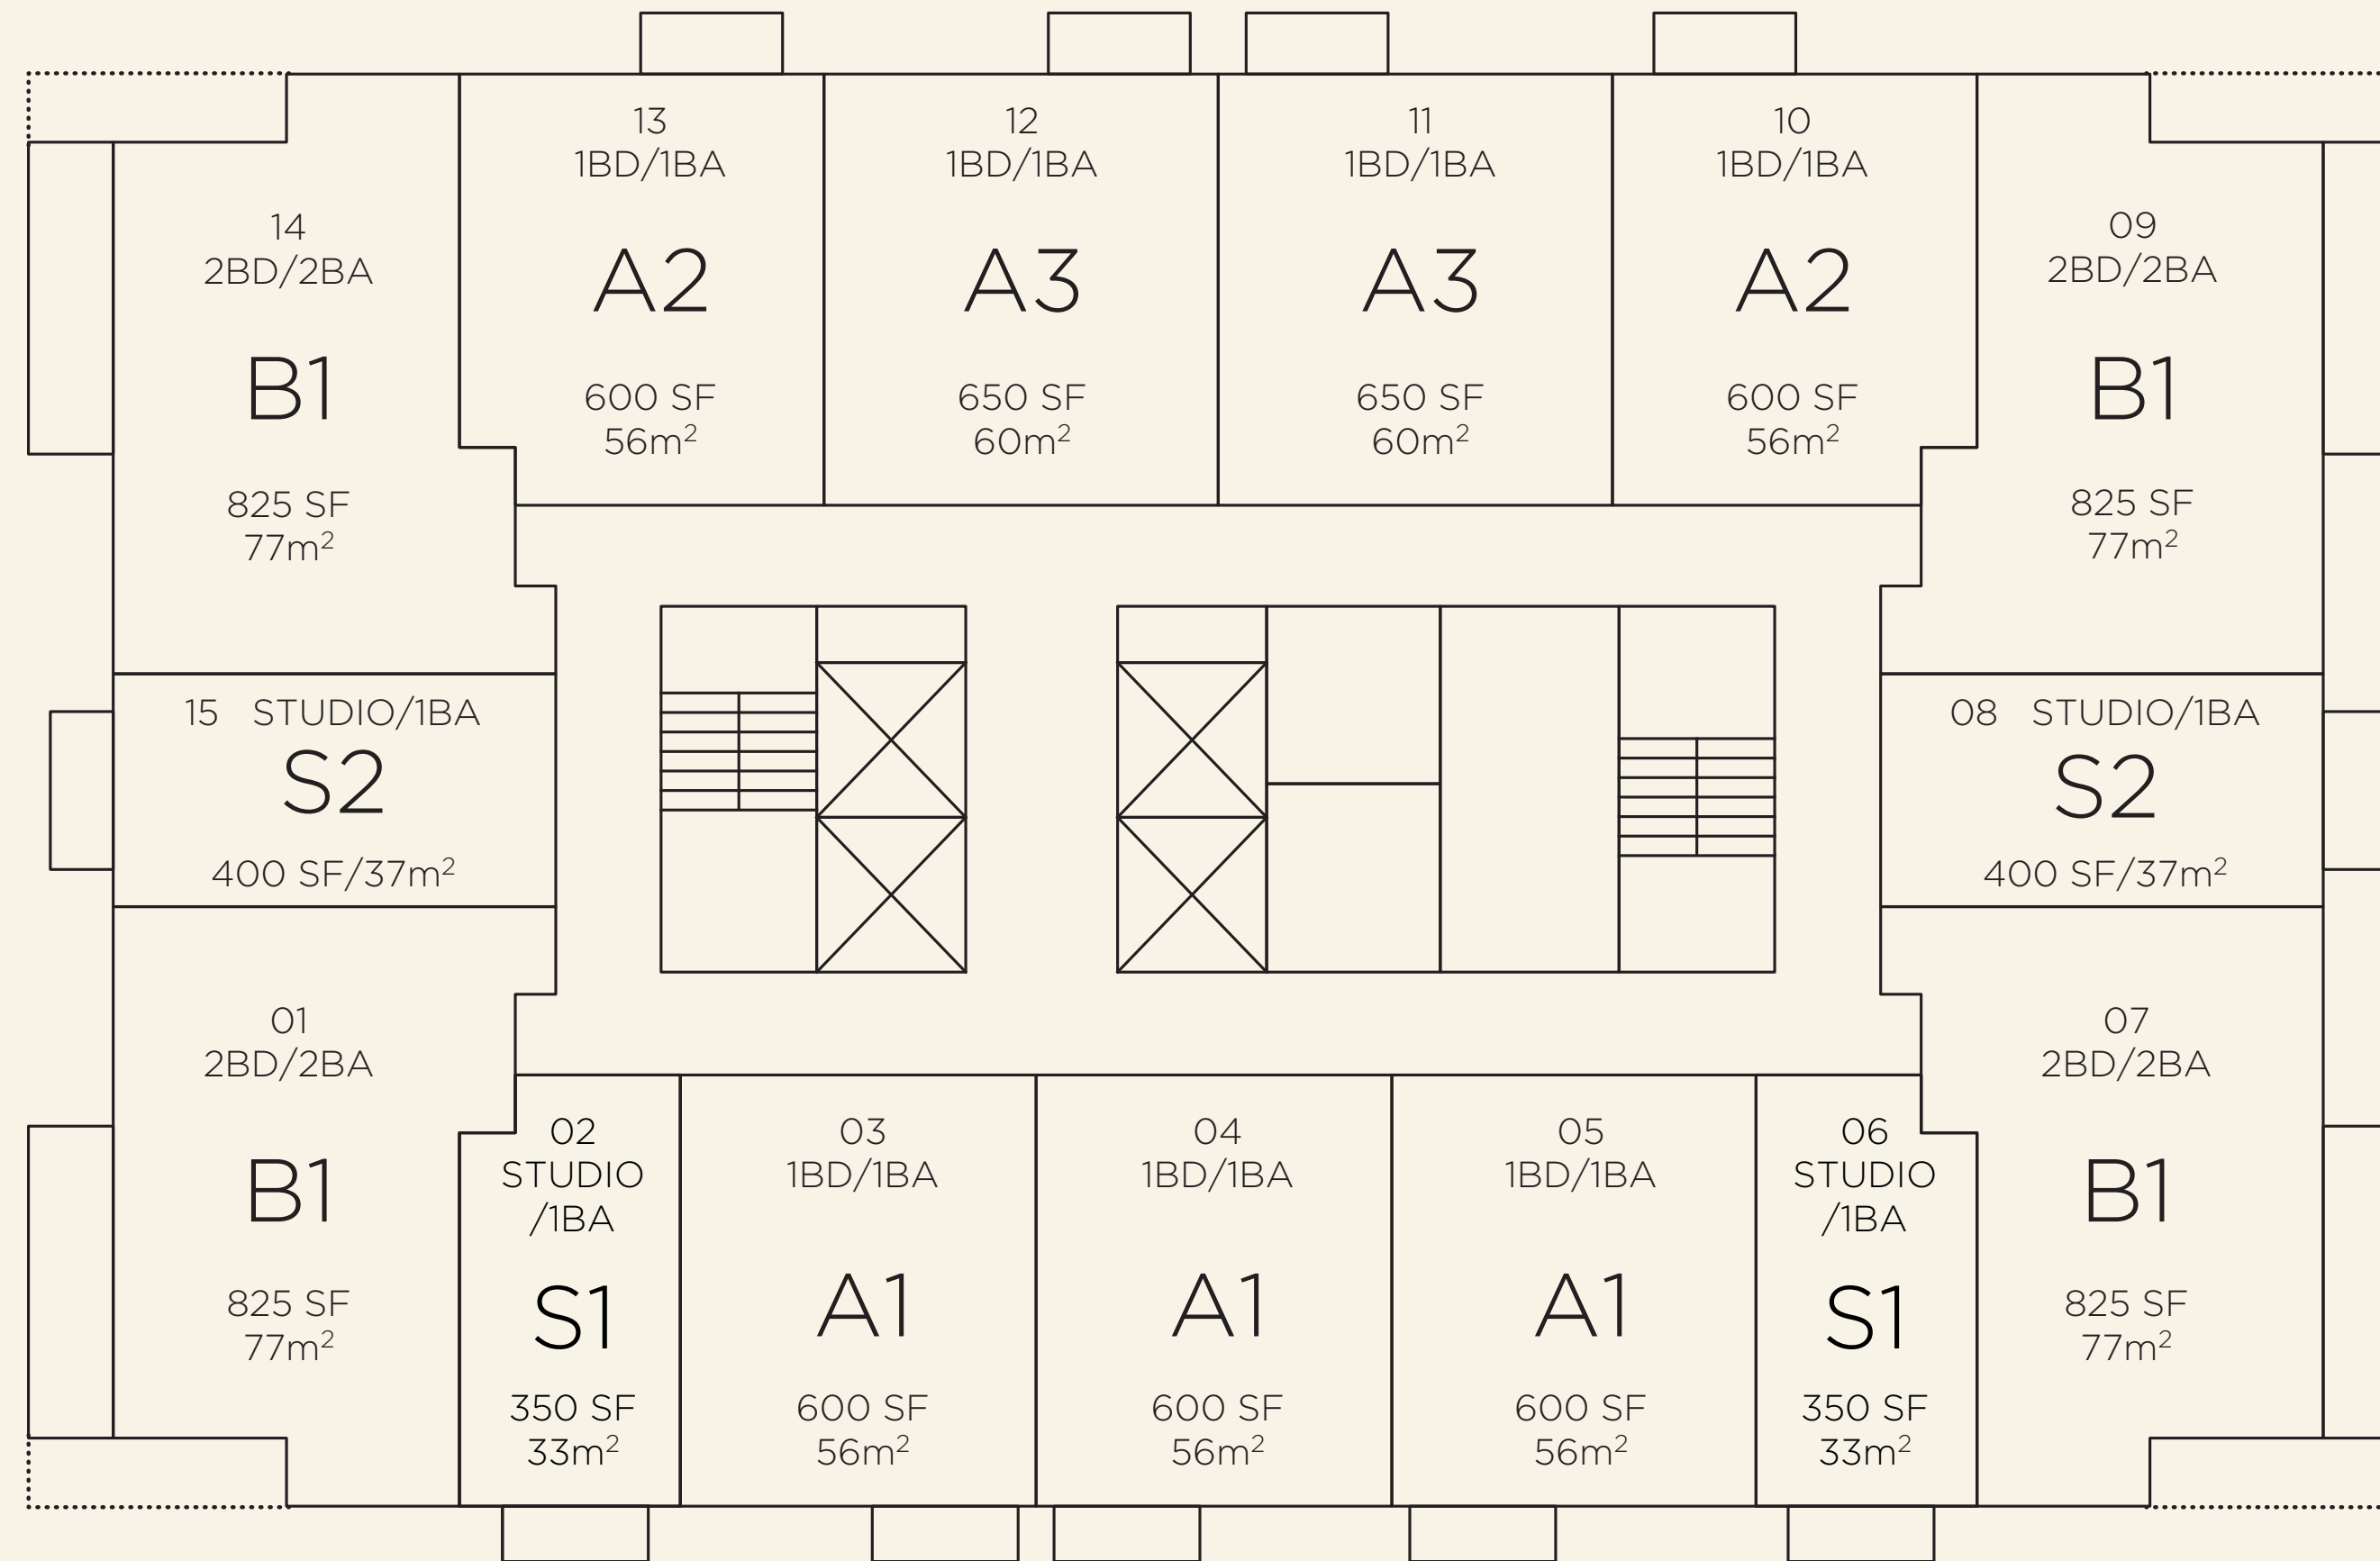 13
1BD/1BA
A2
600 SF
56m²
12
1BD/1BA
A3
650 SF
60m²
11
1BD/1BA
A3
650 SF
60m²
10
1BD/1BA
A2
600 SF
56m²
14
2BD/2BA
B1
825 SF
77m²
09
2BD/2BA
B1
825 SF
77m²
15 STUDIO/1BA
S2
400 SF/37m²
08 STUDIO/1BA
S2
400 SF/37m²
01
2BD/2BA
B1
825 SF
77m²
02
STUDIO
/1BA
S1
350 SF
33m²
03
1BD/1BA
A1
600 SF
56m²
04
1BD/1BA
A1
600 SF
56m²
05
1BD/1BA
A1
600 SF
56m²
06
STUDIO
/1BA
S1
350 SF
33m²
07
2BD/2BA
B1
825 SF
77m²